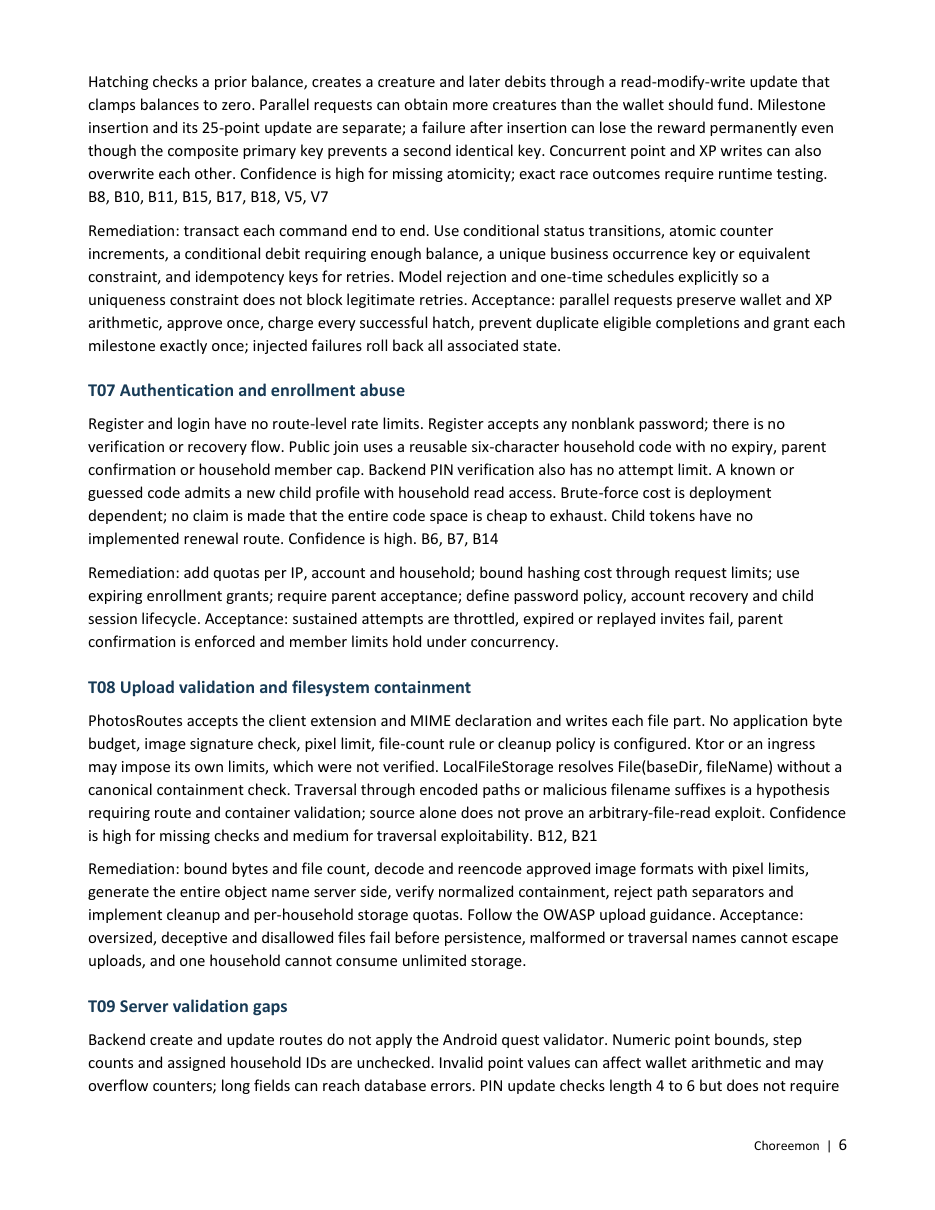 Hatching checks a prior balance, creates a creature and later debits through a read-modify-write update that
clamps balances to zero. Parallel requests can obtain more creatures than the wallet should fund. Milestone
insertion and its 25-point update are separate; a failure after insertion can lose the reward permanently even
though the composite primary key prevents a second identical key. Concurrent point and XP writes can also
overwrite each other. Confidence is high for missing atomicity; exact race outcomes require runtime testing.
B8, B10, B11, B15, B17, B18, V5, V7
Remediation: transact each command end to end. Use conditional status transitions, atomic counter
increments, a conditional debit requiring enough balance, a unique business occurrence key or equivalent
constraint, and idempotency keys for retries. Model rejection and one-time schedules explicitly so a
uniqueness constraint does not block legitimate retries. Acceptance: parallel requests preserve wallet and XP
arithmetic, approve once, charge every successful hatch, prevent duplicate eligible completions and grant each
milestone exactly once; injected failures roll back all associated state.
T07 Authentication and enrollment abuse
Register and login have no route-level rate limits. Register accepts any nonblank password; there is no
verification or recovery flow. Public join uses a reusable six-character household code with no expiry, parent
confirmation or household member cap. Backend PIN verification also has no attempt limit. A known or
guessed code admits a new child profile with household read access. Brute-force cost is deployment
dependent; no claim is made that the entire code space is cheap to exhaust. Child tokens have no
implemented renewal route. Confidence is high. B6, B7, B14
Remediation: add quotas per IP, account and household; bound hashing cost through request limits; use
expiring enrollment grants; require parent acceptance; define password policy, account recovery and child
session lifecycle. Acceptance: sustained attempts are throttled, expired or replayed invites fail, parent
confirmation is enforced and member limits hold under concurrency.
T08 Upload validation and filesystem containment
PhotosRoutes accepts the client extension and MIME declaration and writes each file part. No application byte
budget, image signature check, pixel limit, file-count rule or cleanup policy is configured. Ktor or an ingress
may impose its own limits, which were not verified. LocalFileStorage resolves File(baseDir, fileName) without a
canonical containment check. Traversal through encoded paths or malicious filename suffixes is a hypothesis
requiring route and container validation; source alone does not prove an arbitrary-file-read exploit. Confidence
is high for missing checks and medium for traversal exploitability. B12, B21
Remediation: bound bytes and file count, decode and reencode approved image formats with pixel limits,
generate the entire object name server side, verify normalized containment, reject path separators and
implement cleanup and per-household storage quotas. Follow the OWASP upload guidance. Acceptance:
oversized, deceptive and disallowed files fail before persistence, malformed or traversal names cannot escape
uploads, and one household cannot consume unlimited storage.
T09 Server validation gaps
Backend create and update routes do not apply the Android quest validator. Numeric point bounds, step
counts and assigned household IDs are unchecked. Invalid point values can affect wallet arithmetic and may
overflow counters; long fields can reach database errors. PIN update checks length 4 to 6 but does not require
Choreemon | 6